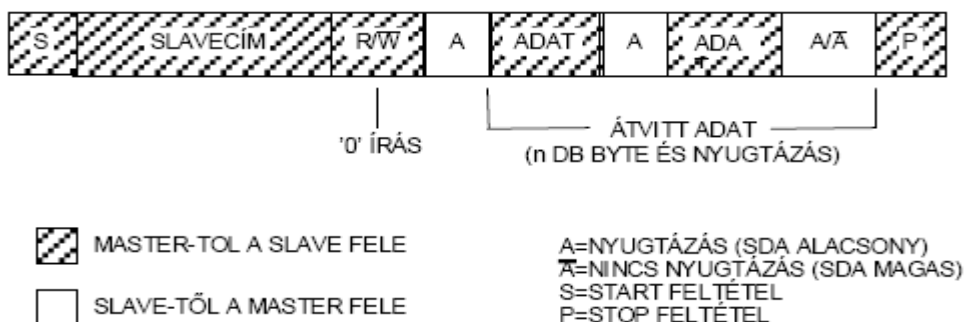 S SLAVECÍM R/W̅ A ADAT A ADA A/A̅ P
'0' ÍRÁS
ÁTVITT ADAT
(n DB BYTE ÉS NYUGTÁZÁS)
MASTER-TOL A SLAVE FELE
SLAVE-TŐL A MASTER FELE
A=NYUGTÁZÁS (SDA ALACSONY)
A̅=NINCS NYUGTÁZÁS (SDA MAGAS)
S=START FELTÉTEL
P=STOP FELTÉTEL